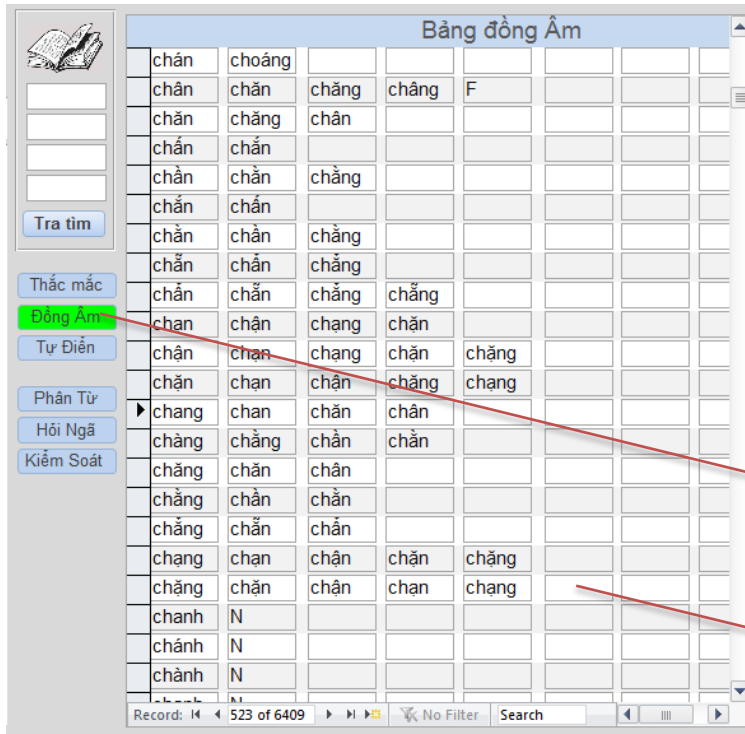 Bảng đồng Âm
Tra tìm
Thắc mắc
Đồng Âm
Tự Điển
Phân Từ
Hỏi Ngã
Kiểm Soát
chán choáng
chân chăn chăng châng F
chăn chăng chân
chấn chắn
chần chằn chằng
chắn chấn
chằn chần chằng
chẵn chẩn chẳng
chẩn chẵn chẳng chẵng
chạn chận chạng chặn
chận chạn chạng chặn chặng
chặn chạn chận chặng chạng
chang chan chăn chân
chàng chằng chần chằn
chăng chăn chân
chằng chần chằn
chẳng chẵn chẩn
chạng chạn chận chặn chặng
chặng chặn chận chạn chạng
chanh N
chánh N
chành N
Record: 523 of 6409 No Filter Search